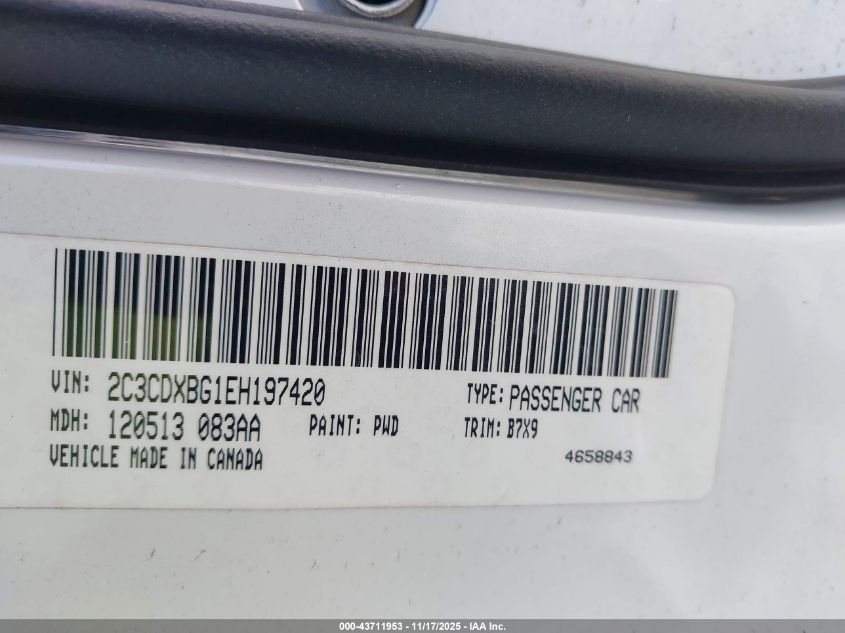 VIN: 2C3CDXBG1EH197420 TYPE: PASSENGER CAR
MDH: 120513 083AA PAINT: PWD TRIM: B7X9
VEHICLE MADE IN CANADA 4658843
000-43711953 - 11/17/2025 - IAA Inc.